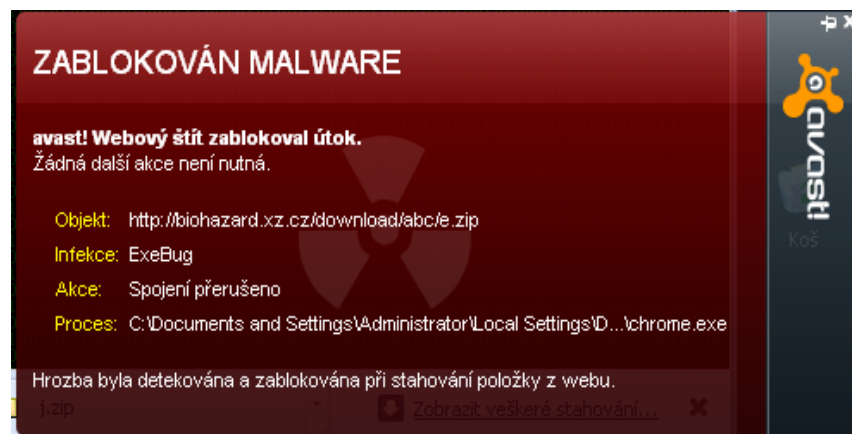 ZABLOKOVÁN MALWARE
avast! Webový štít zablokoval útok.
Žádná další akce není nutná.
Objekt: http://biohazard.xz.cz/download/abc/e.zip
Infekce: ExeBug
Akce: Spojení přerušeno
Proces: C:\Documents and Settings\Administrator\Local Settings\D...\chrome.exe
Hrozba byla detekována a zablokována při stahování položky z webu.
j.zip Zobrazit veškeré stahování...
avast!
Koš